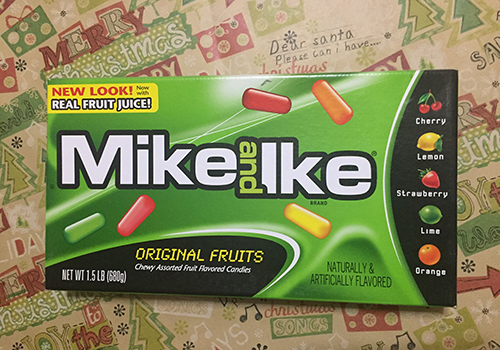 MERRY
Christmas
Dear santa
Please can i have....
christmas
NEW LOOK! Now with
REAL FRUIT JUICE!
Mike and Ike®
BRAND
Cherry
Lemon
Strawberry
Lime
Orange
ORIGINAL FRUITS
Chewy Assorted Fruit Flavored Candies
NET WT 1.5 LB (680g)
NATURALLY &
ARTIFICIALLY FLAVORED
christmas
SONGS